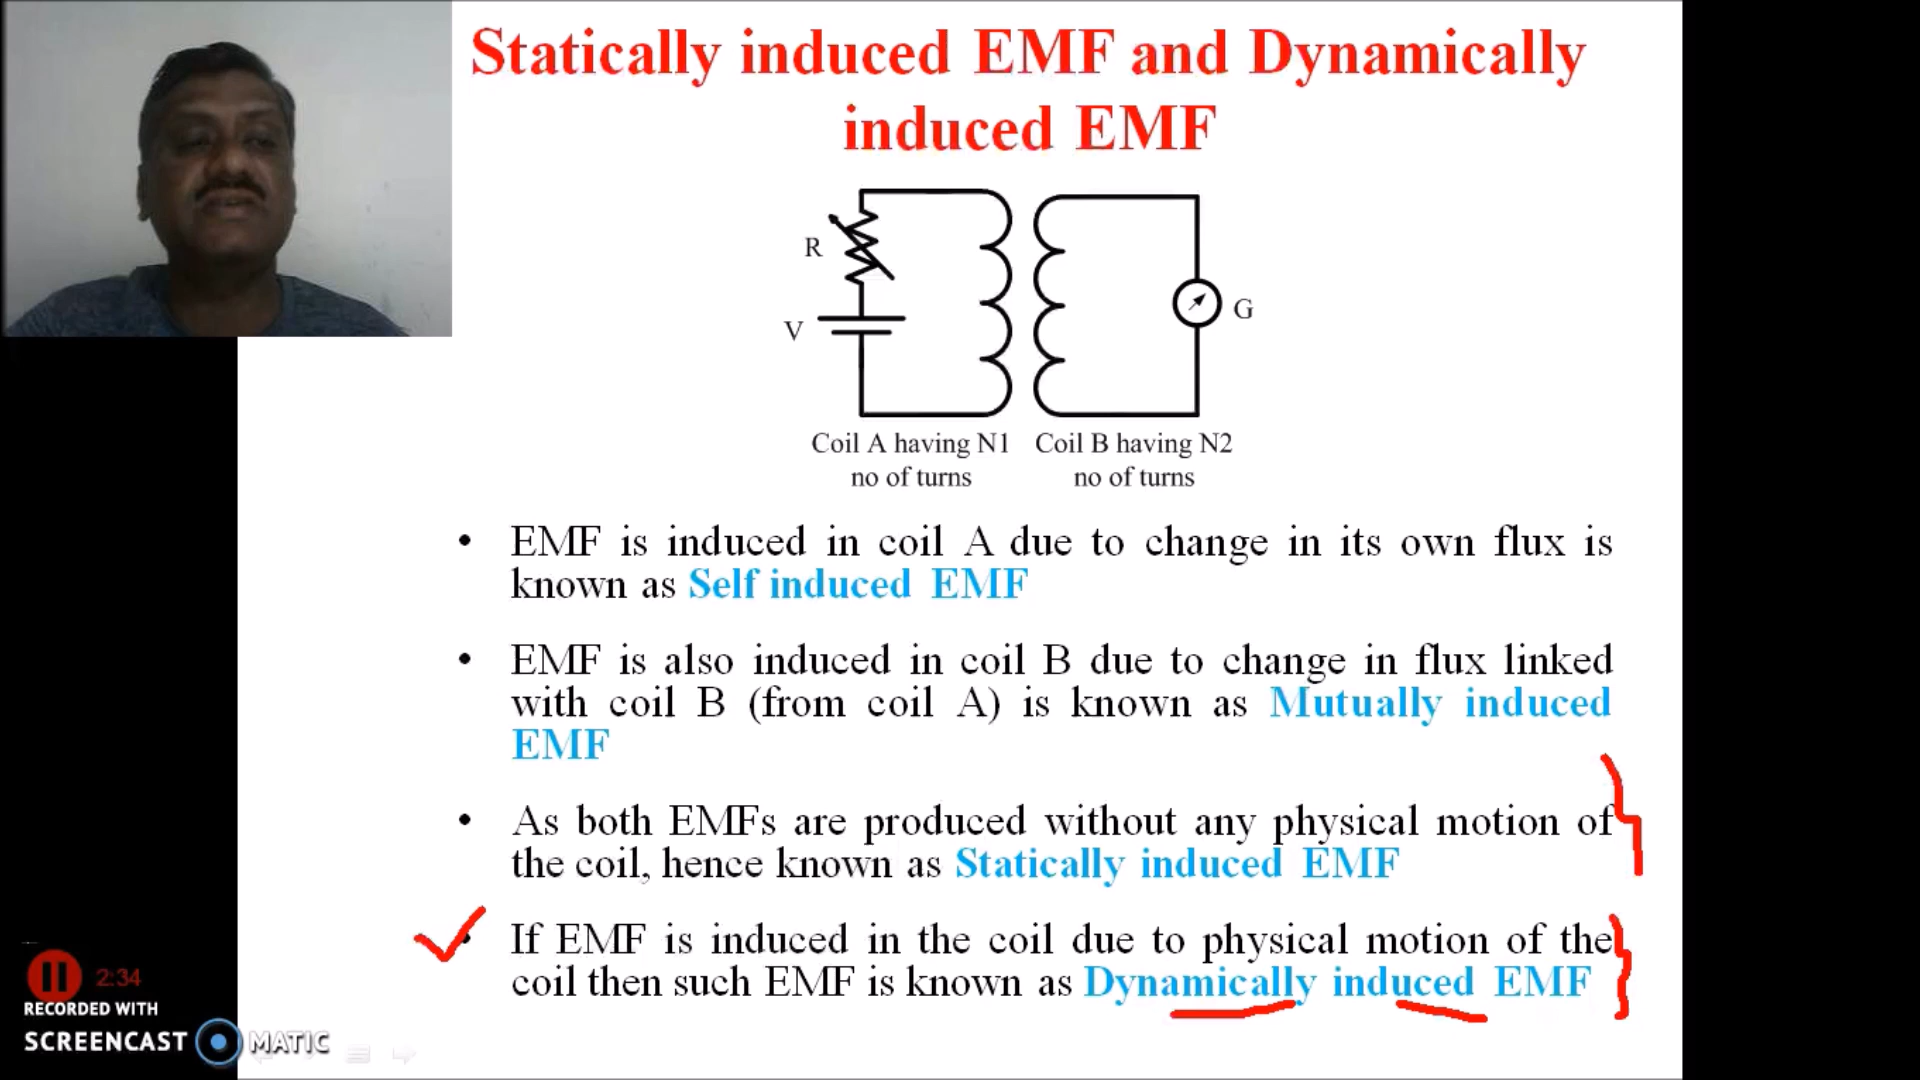 Statically induced EMF and Dynamically
induced EMF
R
V
G
Coil A having N1
no of turns
Coil B having N2
no of turns
• EMF is induced in coil A due to change in its own flux is
known as Self induced EMF
• EMF is also induced in coil B due to change in flux linked
with coil B (from coil A) is known as Mutually induced
EMF
• As both EMFs are produced without any physical motion of
the coil, hence known as Statically induced EMF
• If EMF is induced in the coil due to physical motion of the
coil then such EMF is known as Dynamically induced EMF
2:34
RECORDED WITH
SCREENCAST MATIC